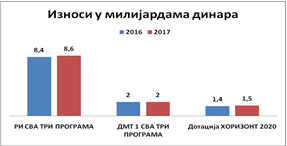 Износи у милијардама динара
2016 2017
8,4 8,6
2 2
1,4 1,5
РИ СВА ТРИ ПРОГРАМА
ДМТ 1 СВА ТРИ
ПРОГРАМА
Дотација ХОРИЗОНТ 2020